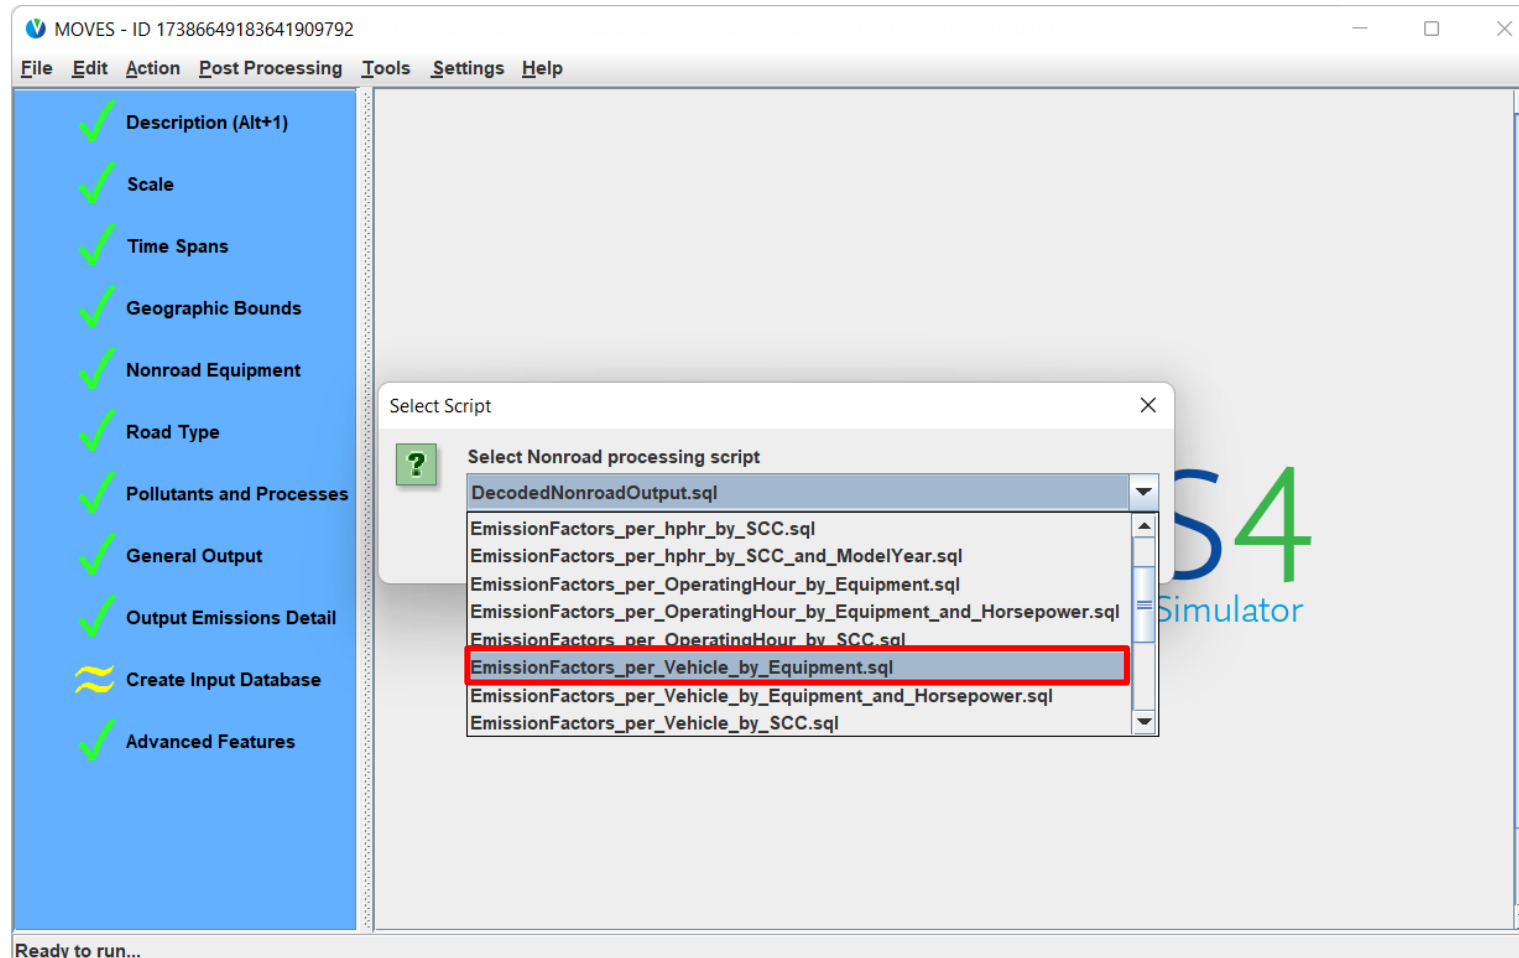 MOVES - ID 17386649183641909792
File Edit Action Post Processing Tools Settings Help
Description (Alt+1)
Scale
Time Spans
Geographic Bounds
Nonroad Equipment
Road Type
Pollutants and Processes
General Output
Output Emissions Detail
Create Input Database
Advanced Features
Select Script
?
Select Nonroad processing script
DecodedNonroadOutput.sql
EmissionFactors_per_hphr_by_SCC.sql
EmissionFactors_per_hphr_by_SCC_and_ModelYear.sql
EmissionFactors_per_OperatingHour_by_Equipment.sql
EmissionFactors_per_OperatingHour_by_Equipment_and_Horsepower.sql
EmissionFactors_per_OperatingHour_by_SCC.sql
EmissionFactors_per_Vehicle_by_Equipment.sql
EmissionFactors_per_Vehicle_by_Equipment_and_Horsepower.sql
EmissionFactors_per_Vehicle_by_SCC.sql
S4
Simulator
Ready to run...